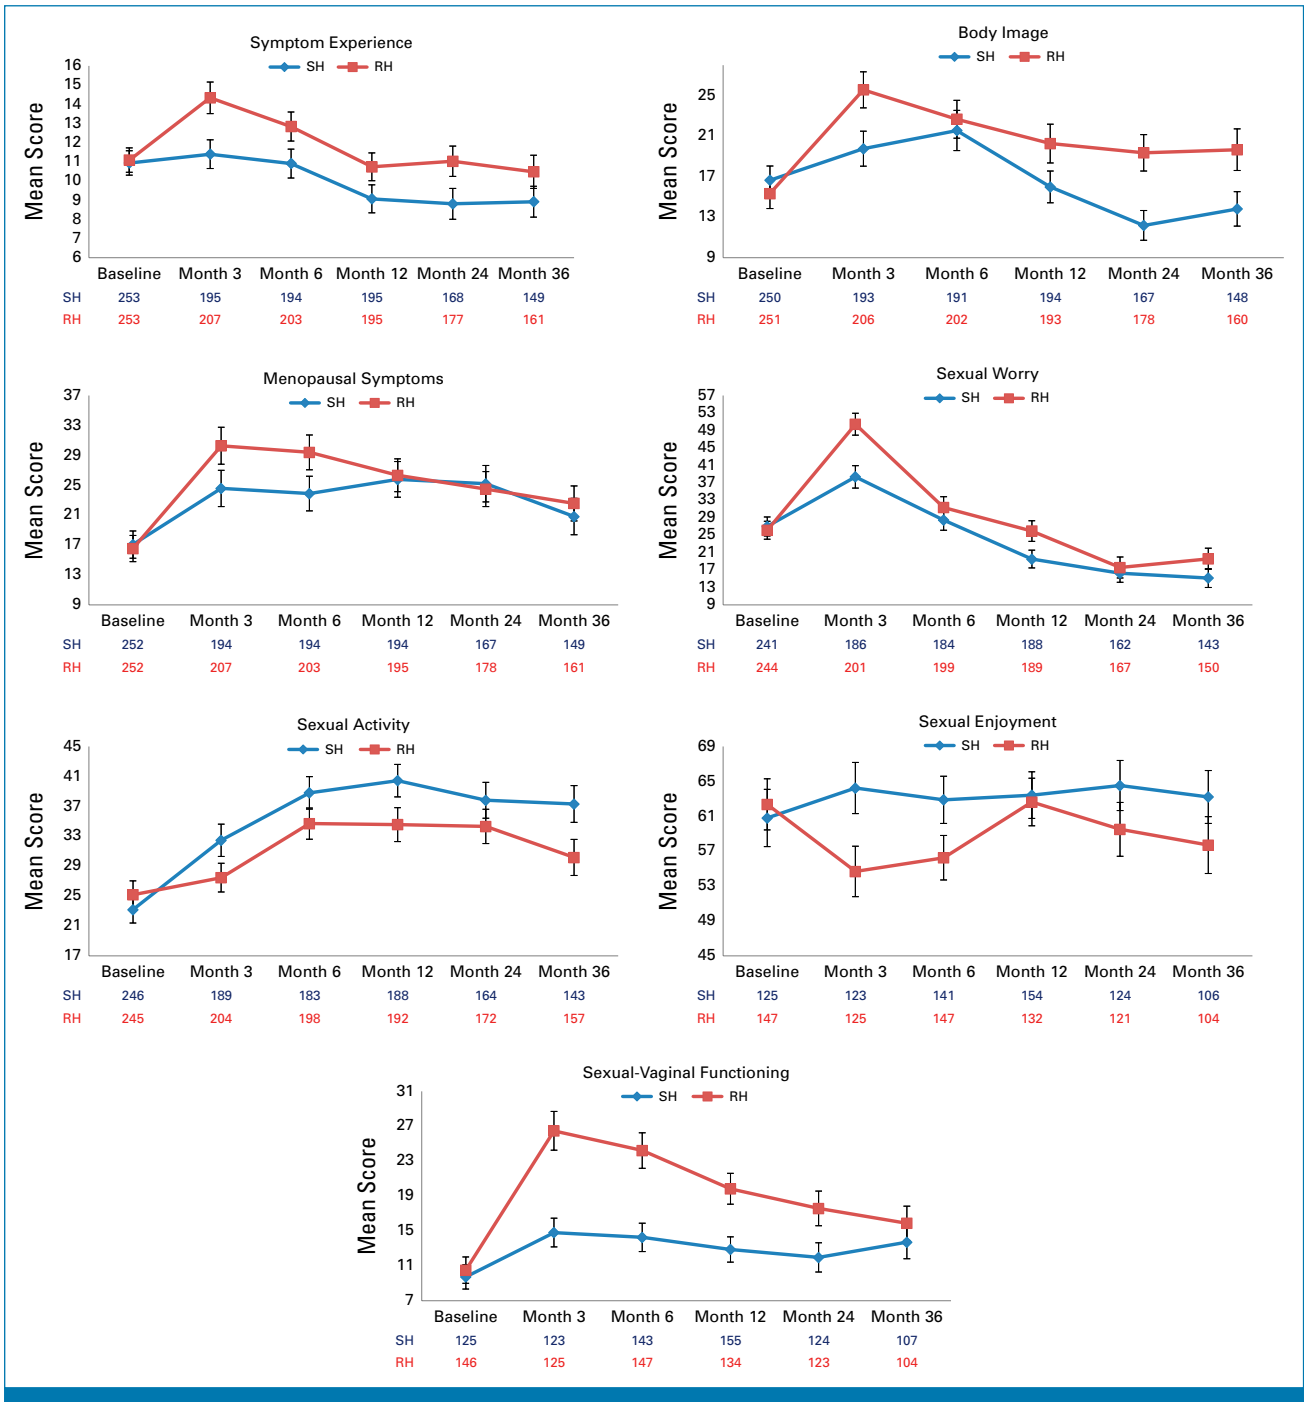 Symptom Experience
SH RH
Mean Score
16
15
14
13
12
11
10
9
8
7
6
Baseline Month 3 Month 6 Month 12 Month 24 Month 36
SH 253 195 194 195 168 149
RH 253 207 203 195 177 161
Body Image
SH RH
Mean Score
25
21
17
13
9
Baseline Month 3 Month 6 Month 12 Month 24 Month 36
SH 250 193 191 194 167 148
RH 251 206 202 193 178 160
Menopausal Symptoms
SH RH
Mean Score
37
33
29
25
21
17
13
9
Baseline Month 3 Month 6 Month 12 Month 24 Month 36
SH 252 194 194 194 167 149
RH 252 207 203 195 178 161
Sexual Worry
SH RH
Mean Score
57
53
49
45
41
37
33
29
25
21
17
13
9
Baseline Month 3 Month 6 Month 12 Month 24 Month 36
SH 241 186 184 188 162 143
RH 244 201 199 189 167 150
Sexual Activity
SH RH
Mean Score
45
41
37
33
29
25
21
17
Baseline Month 3 Month 6 Month 12 Month 24 Month 36
SH 246 189 183 188 164 143
RH 245 204 198 192 172 157
Sexual Enjoyment
SH RH
Mean Score
69
65
61
57
53
49
45
Baseline Month 3 Month 6 Month 12 Month 24 Month 36
SH 125 123 141 154 124 106
RH 147 125 147 132 121 104
Sexual-Vaginal Functioning
SH RH
Mean Score
31
27
23
19
15
11
7
Baseline Month 3 Month 6 Month 12 Month 24 Month 36
SH 125 123 143 155 124 107
RH 146 125 147 134 123 104